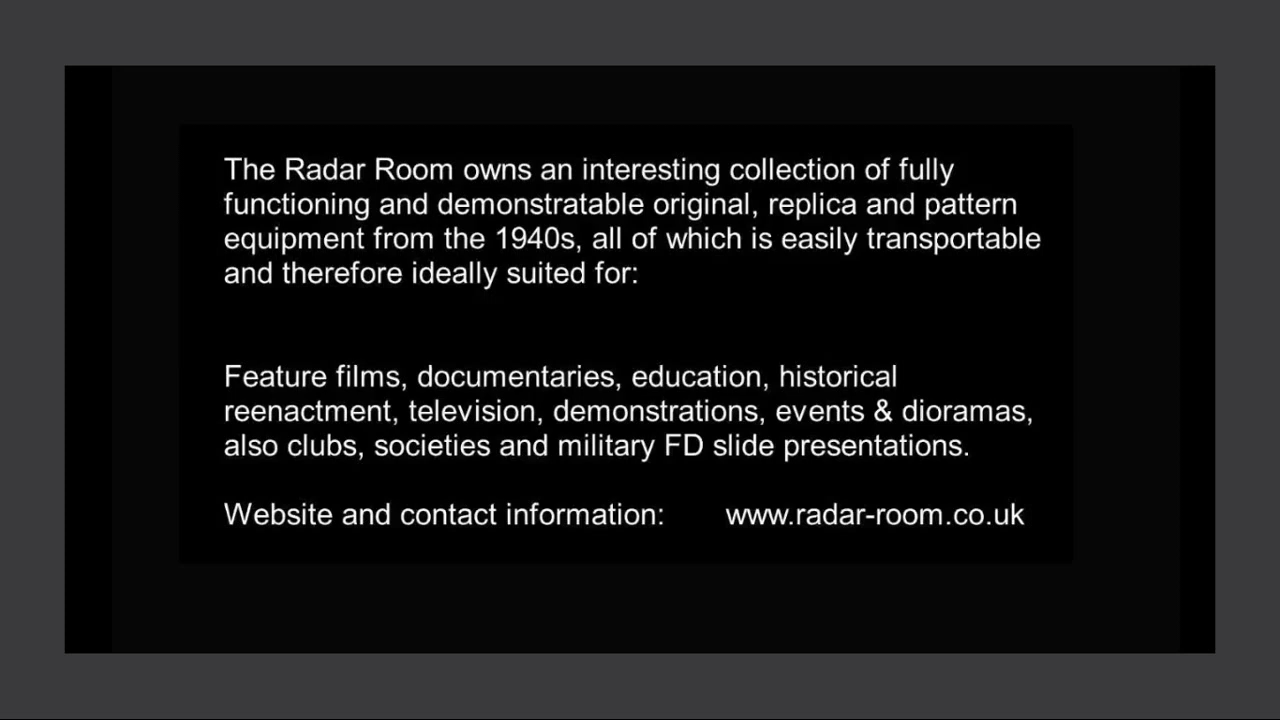 The Radar Room owns an interesting collection of fully
functioning and demonstratable original, replica and pattern
equipment from the 1940s, all of which is easily transportable
and therefore ideally suited for:
Feature films, documentaries, education, historical
reenactment, television, demonstrations, events & dioramas,
also clubs, societies and military FD slide presentations.
Website and contact information: www.radar-room.co.uk